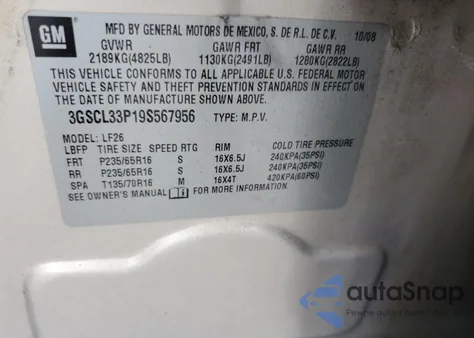 GM
MFD BY GENERAL MOTORS DE MEXICO, S. DE R.L. DE C.V. 10/08
GVWR GAWR FRT GAWR RR
2189KG(4825LB) 1130KG(2491LB) 1280KG(2822LB)
THIS VEHICLE CONFORMS TO ALL APPLICABLE U.S. FEDERAL MOTOR
VEHICLE SAFETY AND THEFT PREVENTION STANDARDS IN EFFECT ON
THE DATE OF MANUFACTURE SHOWN ABOVE.
3GSCL33P19S567956 TYPE: M.P.V.
MODEL: LF26
LBFP TIRE SIZE SPEED RTG RIM COLD TIRE PRESSURE
FRT P235/65R16 S 16X6.5J 240KPA(35PSI)
RR P235/65R16 S 16X6.5J 240KPA(35PSI)
SPA T135/70R16 M 16X4T 420KPA(60PSI)
SEE OWNER'S MANUAL FOR MORE INFORMATION.
autoSnap